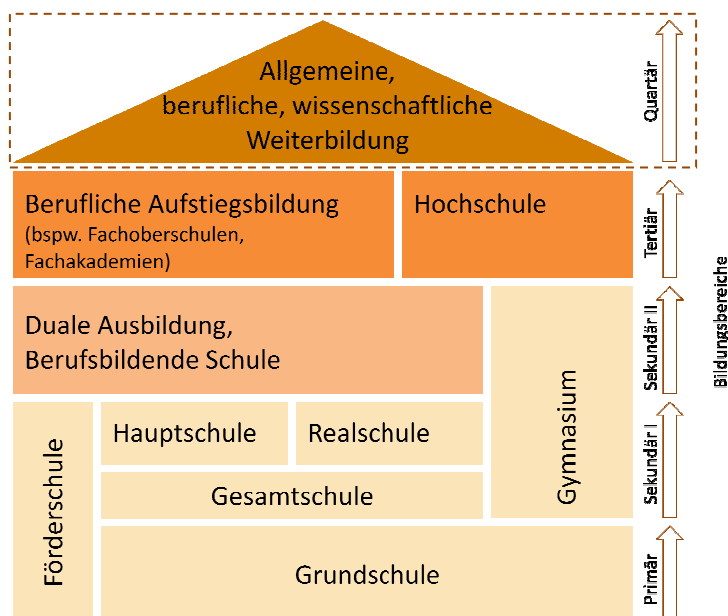 Allgemeine,
berufliche, wissenschaftliche
Weiterbildung
Quartär
Berufliche Aufstiegsbildung
(bspw. Fachoberschulen,
Fachakademien)
Hochschule
Tertiär
Duale Ausbildung,
Berufsbildende Schule
Sekundär II
Bildungsbereiche
Gymnasium
Förderschule
Hauptschule
Realschule
Gesamtschule
Sekundär I
Grundschule
Primär